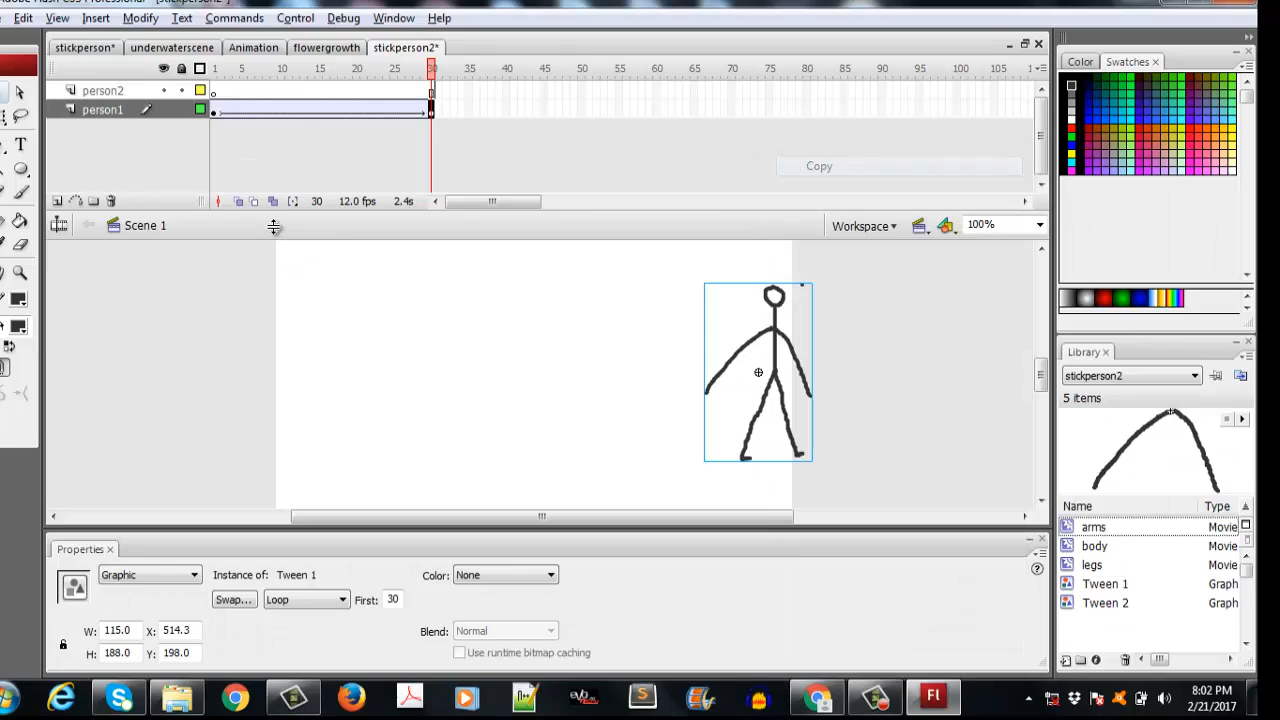 Edit View Insert Modify Text Commands Control Debug Window Help
stickperson* underwaterscene Animation flowergrowth stickperson2*
1 5 10 15 20 25 30 35 40 45 50 55 60 65 70 75 80 85 90 95 100 105 1
person2
person1
Copy
30 12.0 fps 2.4s
Scene 1
Workspace
100%
Properties
Graphic
Instance of: Tween 1
Color: None
Swap...
Loop
First: 30
W: 115.0 X: 514.3
H: 188.0 Y: 198.0
Blend: Normal
Use runtime bitmap caching
Color Swatches
Library
stickperson2
5 items
Name Type
arms Movie
body Movie
legs Movie
Tween 1 Graph
Tween 2 Graph
Fl
8:02 PM
2/21/2017